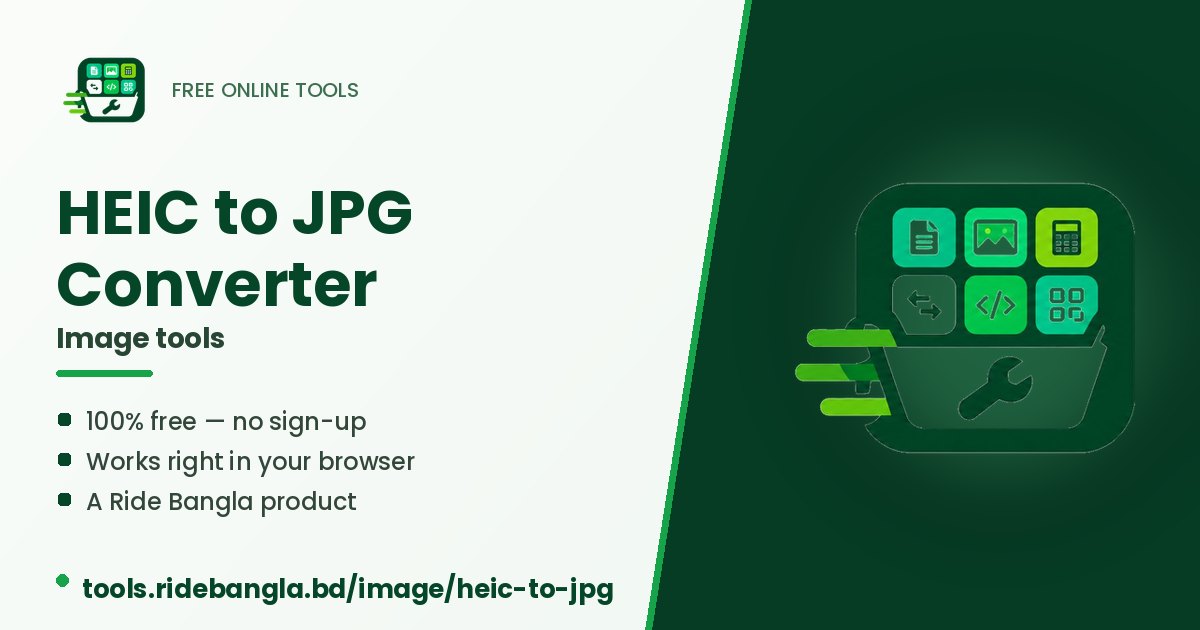 FREE ONLINE TOOLS
HEIC to JPG
Converter
Image tools
100% free — no sign-up
Works right in your browser
A Ride Bangla product
tools.ridebangla.bd/image/heic-to-jpg